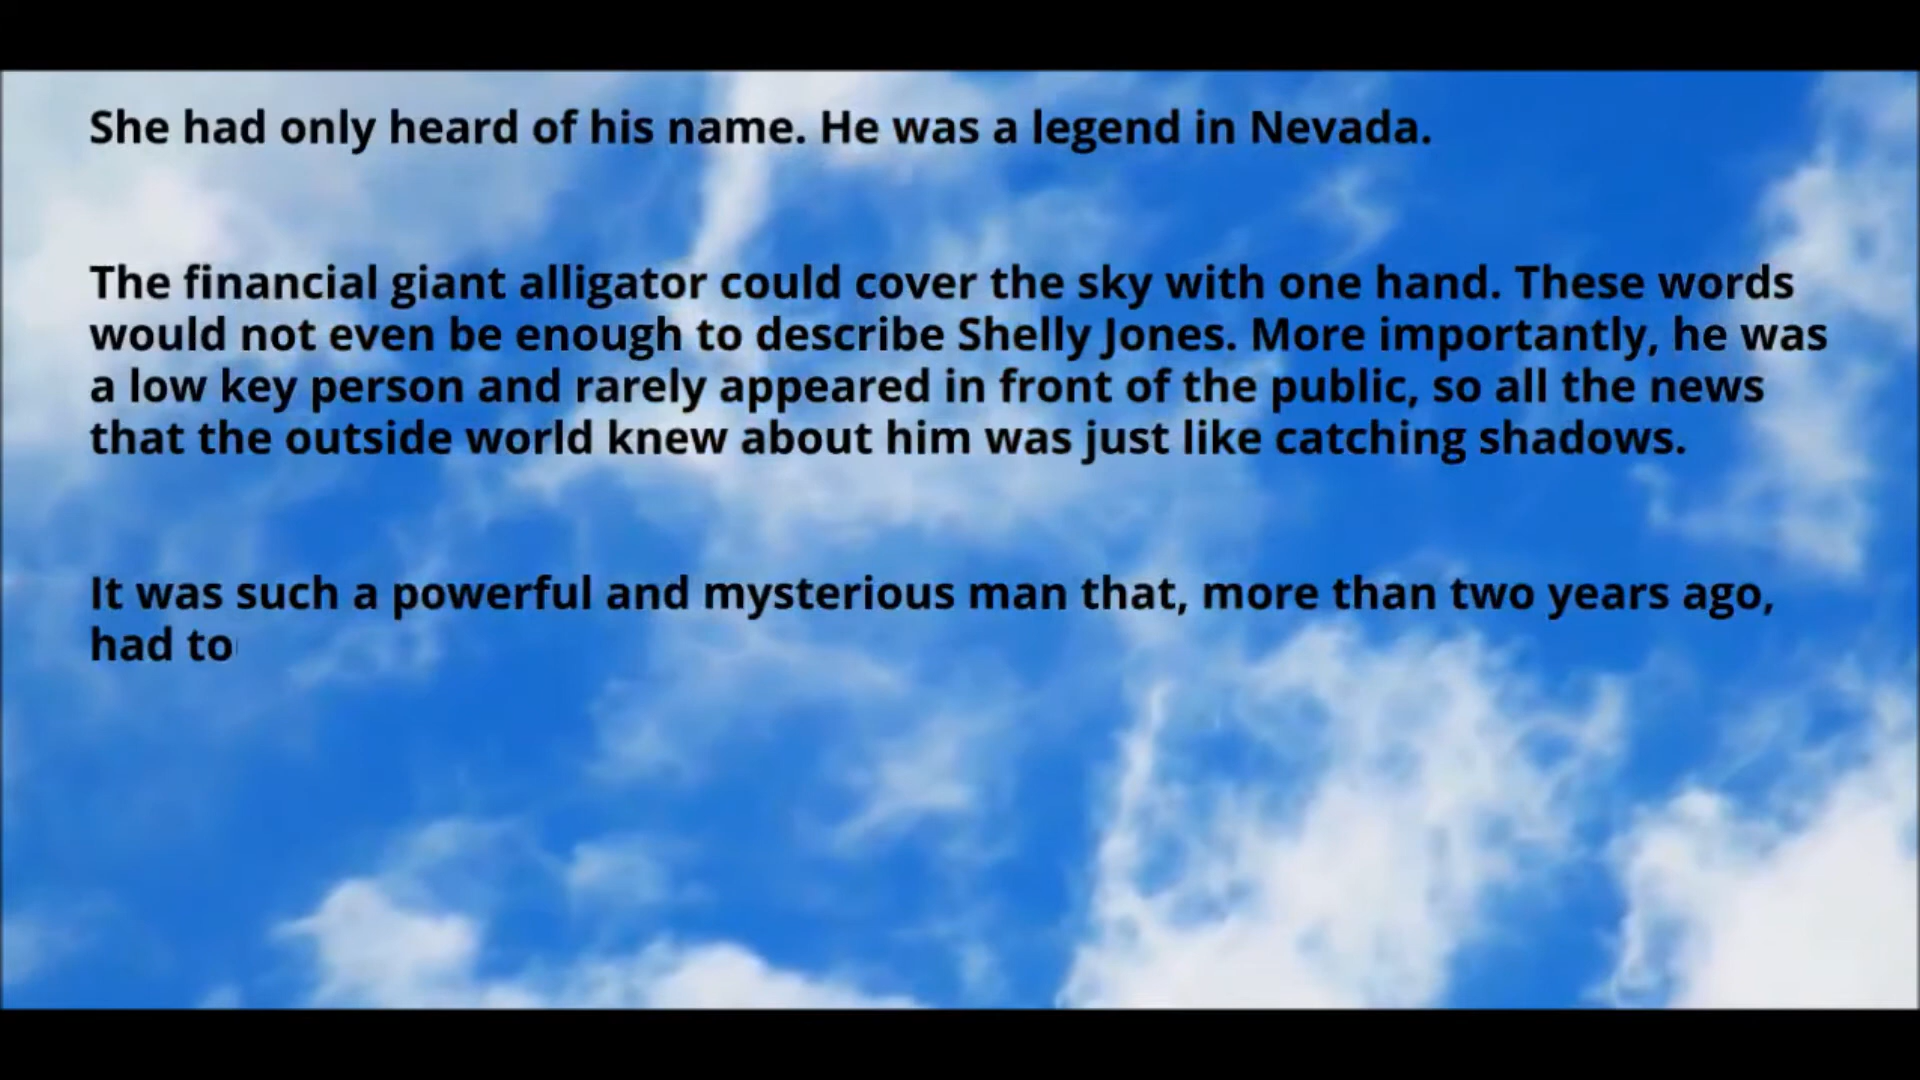 She had only heard of his name. He was a legend in Nevada.
The financial giant alligator could cover the sky with one hand. These words
would not even be enough to describe Shelly Jones. More importantly, he was
a low key person and rarely appeared in front of the public, so all the news
that the outside world knew about him was just like catching shadows.
It was such a powerful and mysterious man that, more than two years ago,
had to